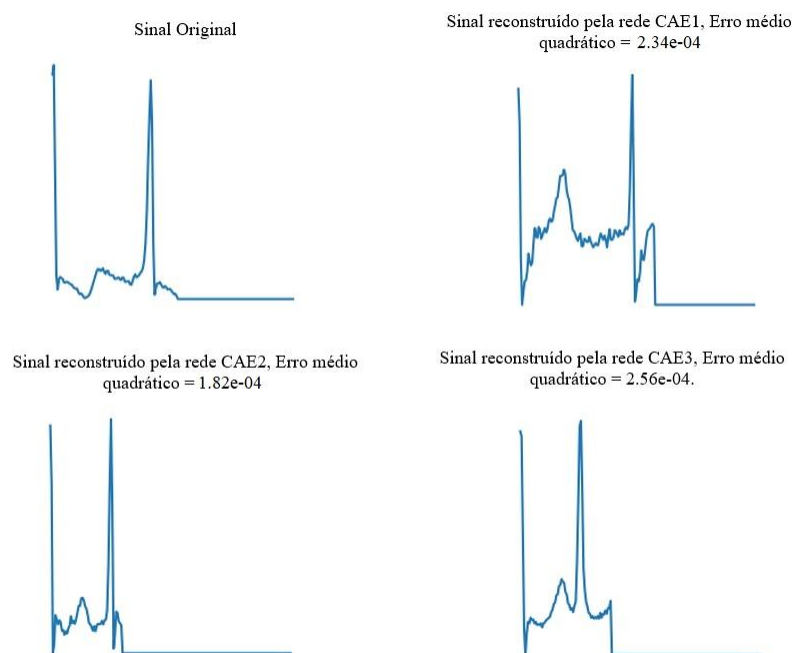 Sinal Original
Sinal reconstruído pela rede CAE1, Erro médio
quadrático = 2.34e-04
Sinal reconstruído pela rede CAE2, Erro médio
quadrático = 1.82e-04
Sinal reconstruído pela rede CAE3, Erro médio
quadrático = 2.56e-04.